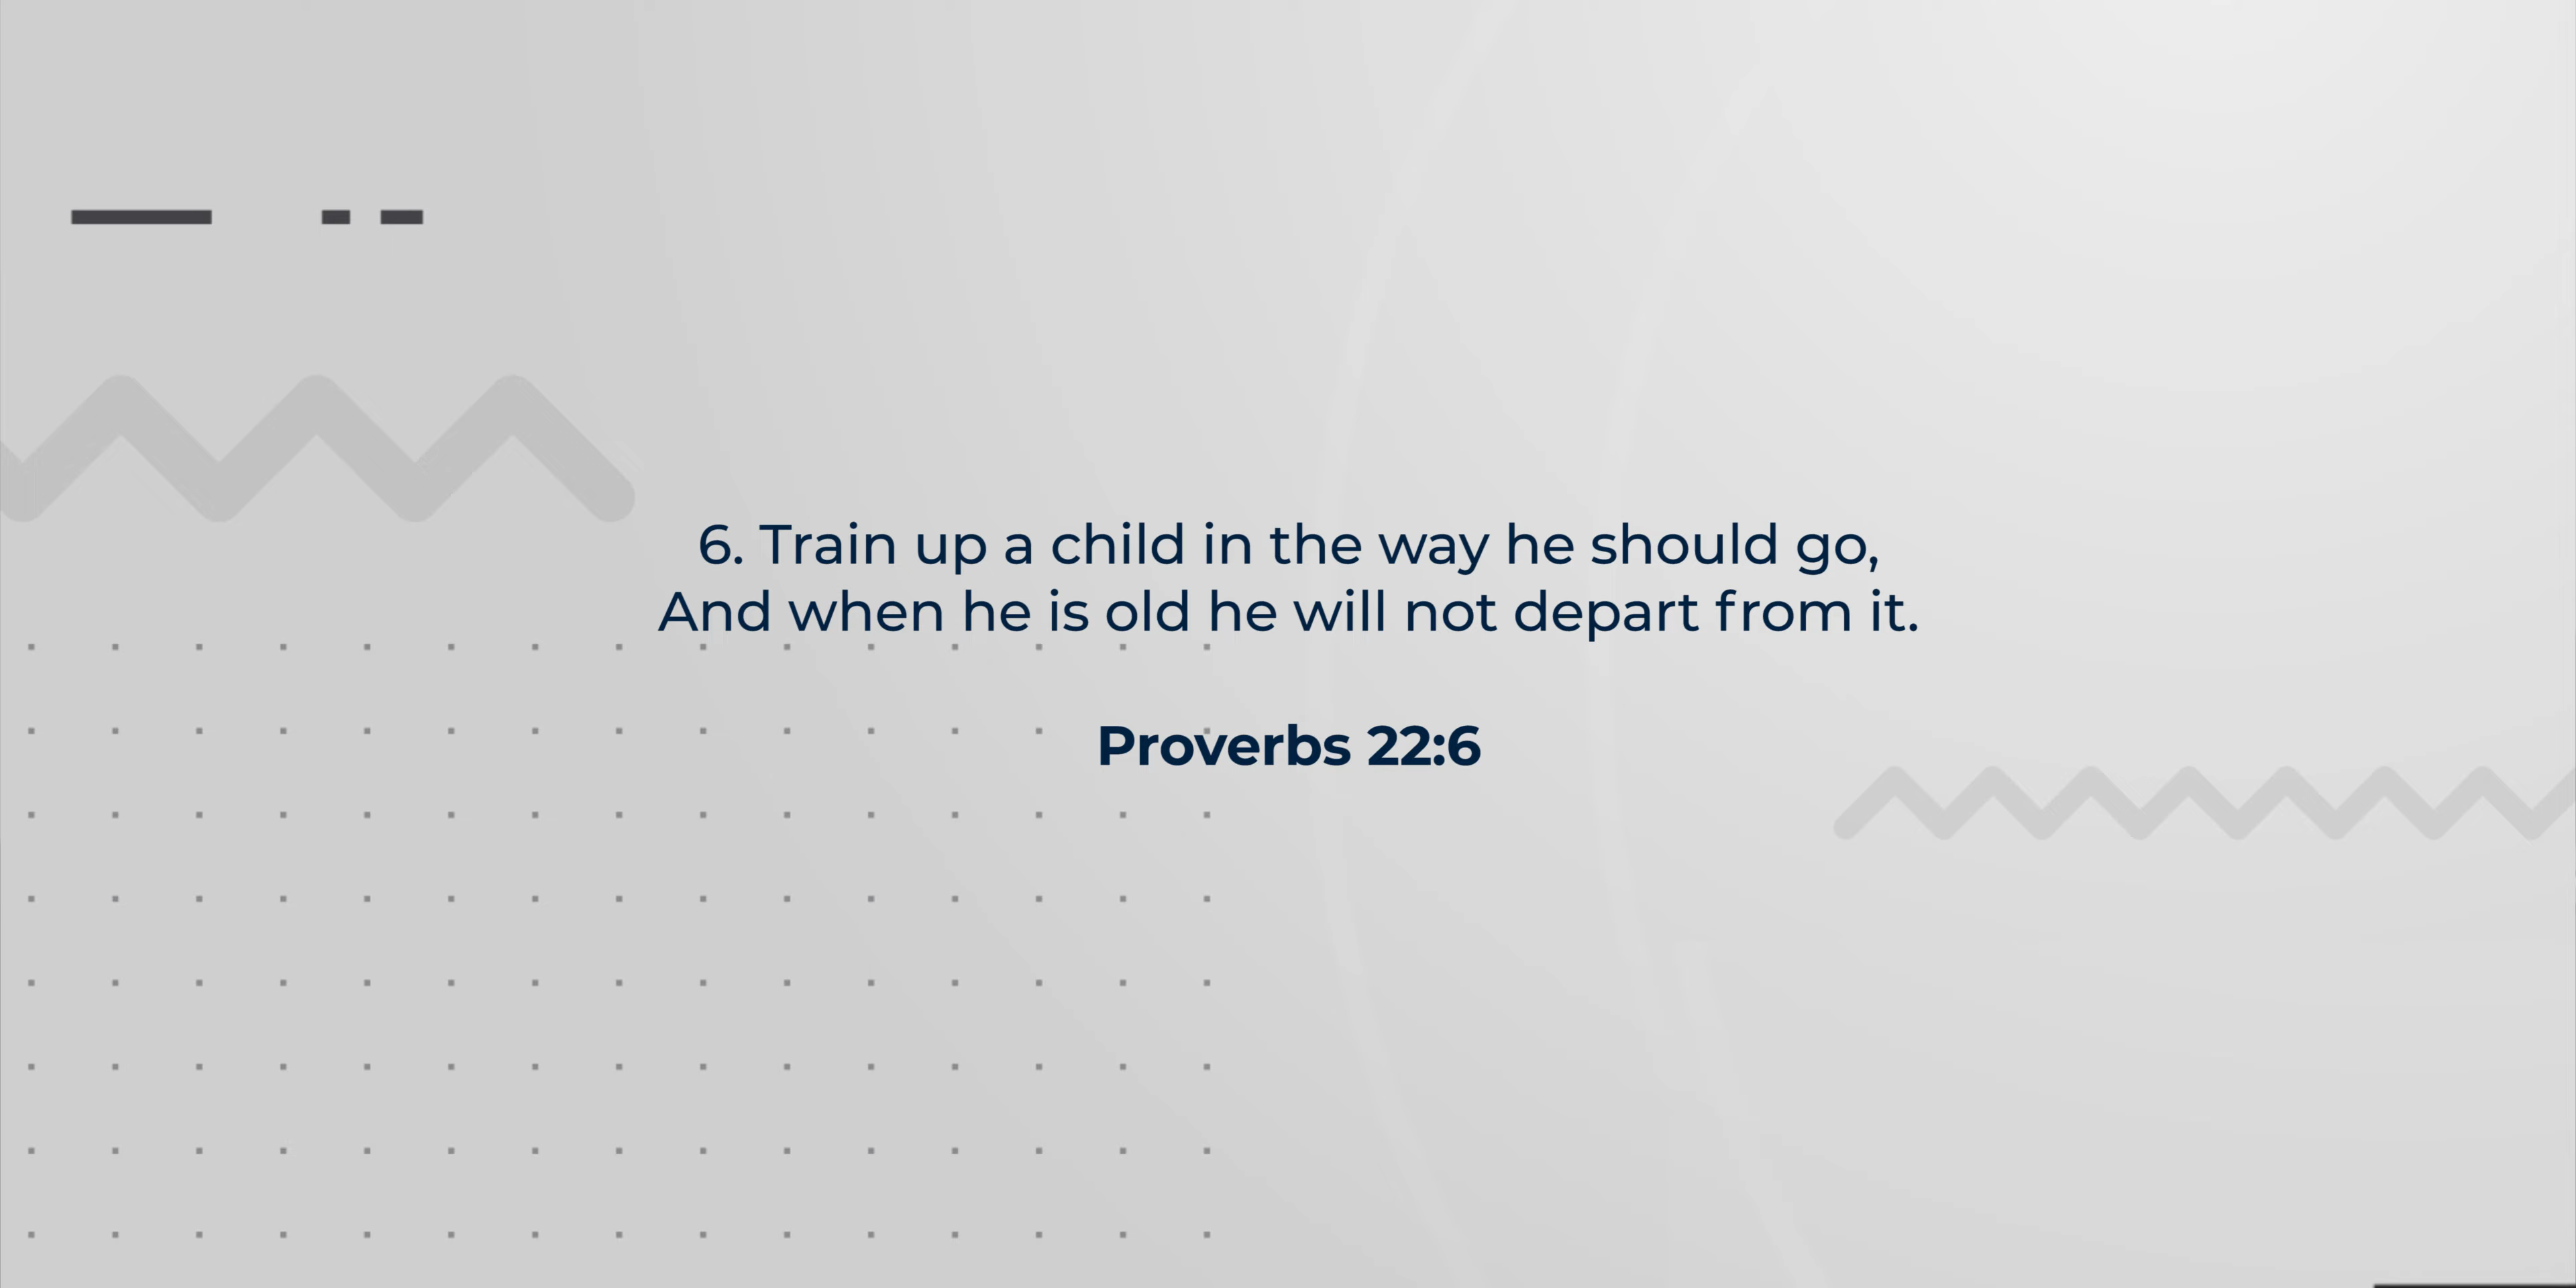 6. Train up a child in the way he should go,
And when he is old he will not depart from it.
Proverbs 22:6